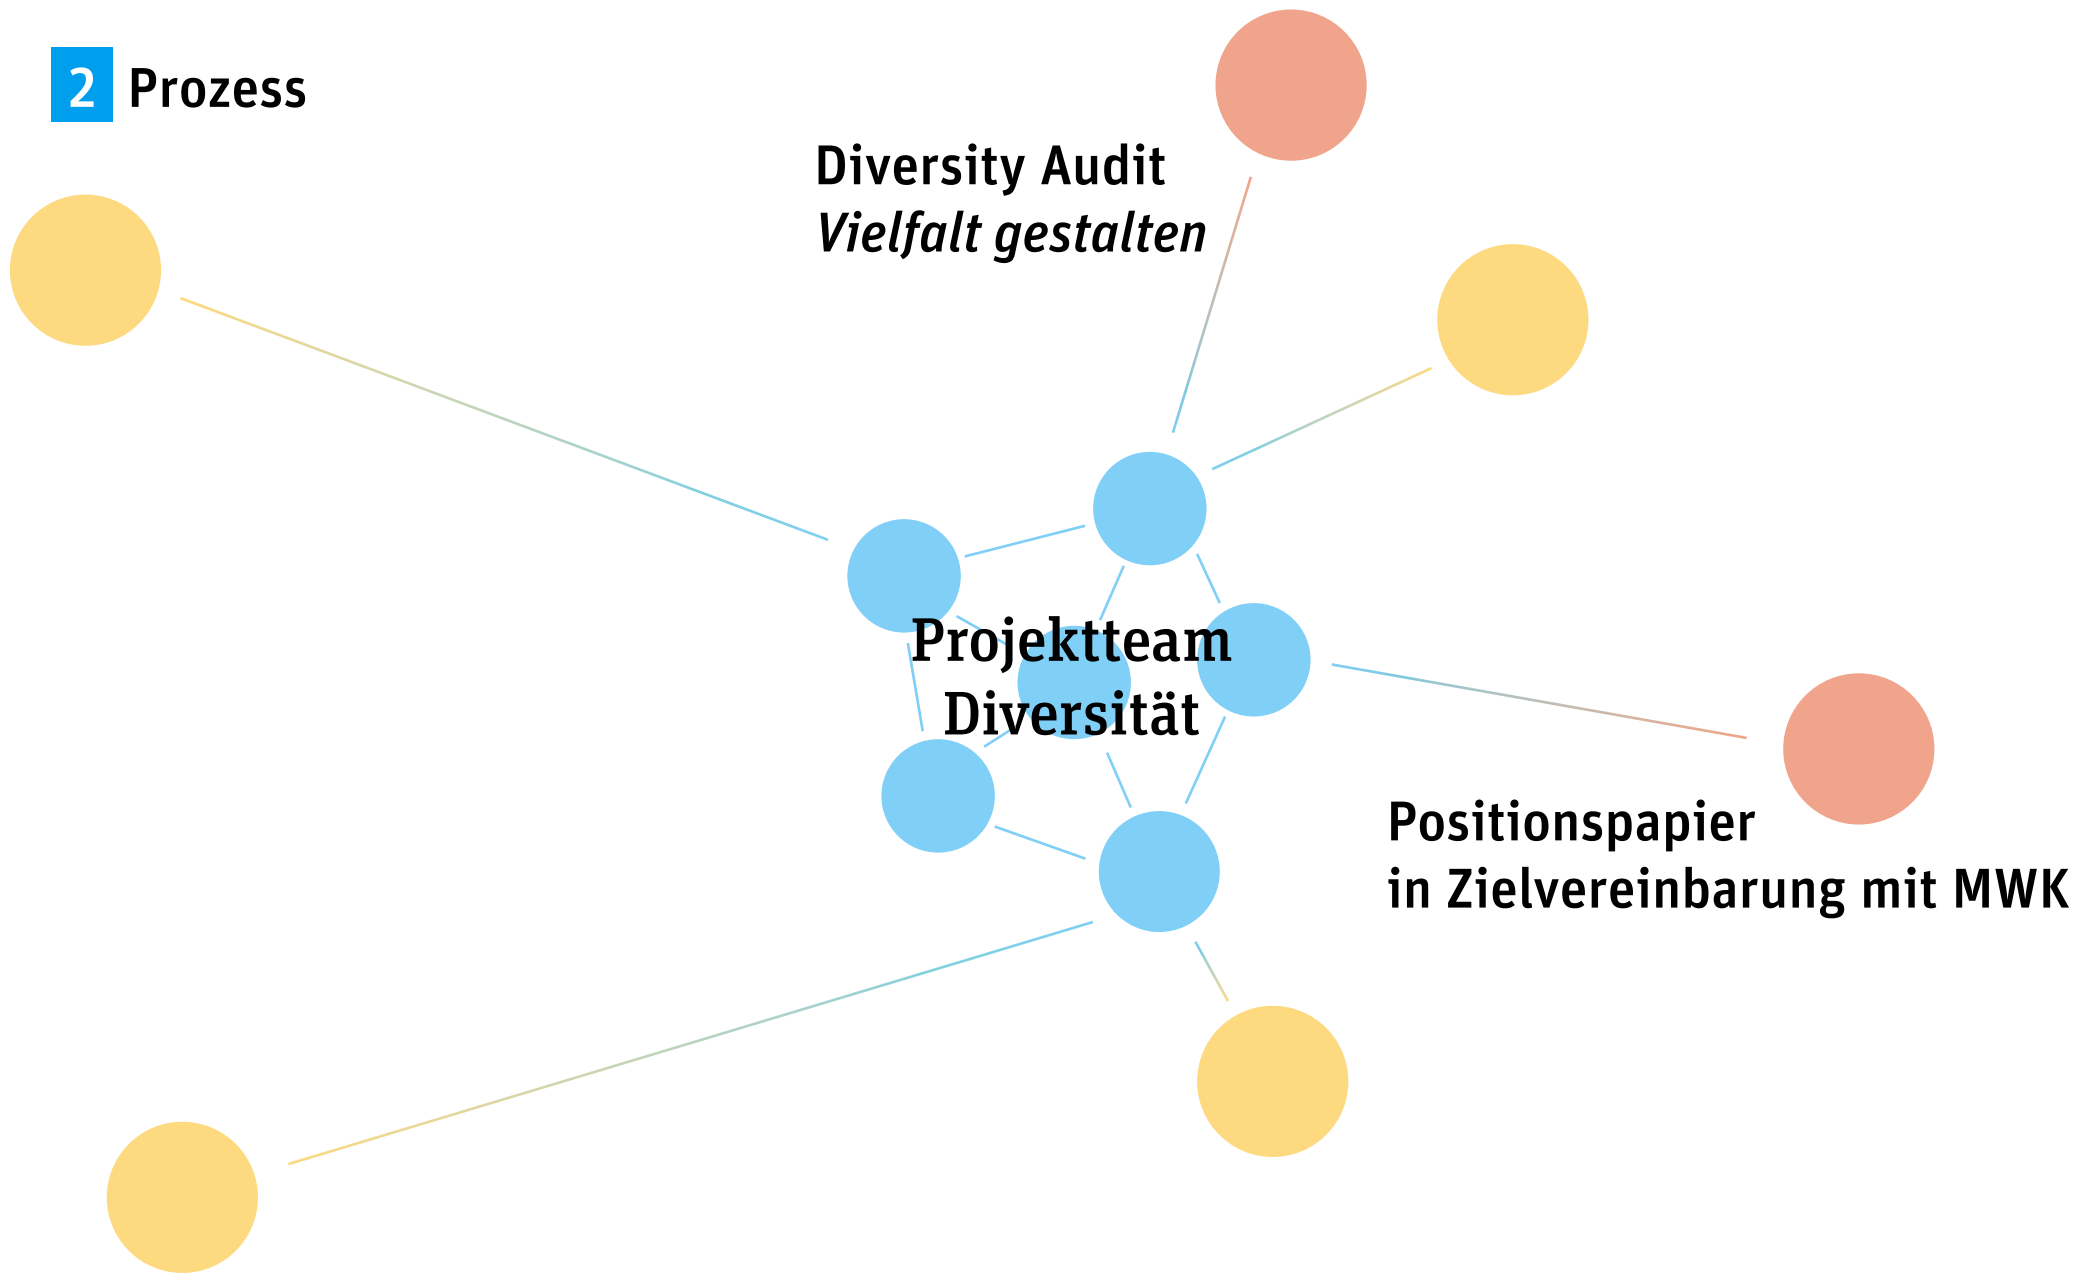 2 Prozess
Diversity Audit
Vielfalt gestalten
Projektteam
Diversität
Positionspapier
in Zielvereinbarung mit MWK